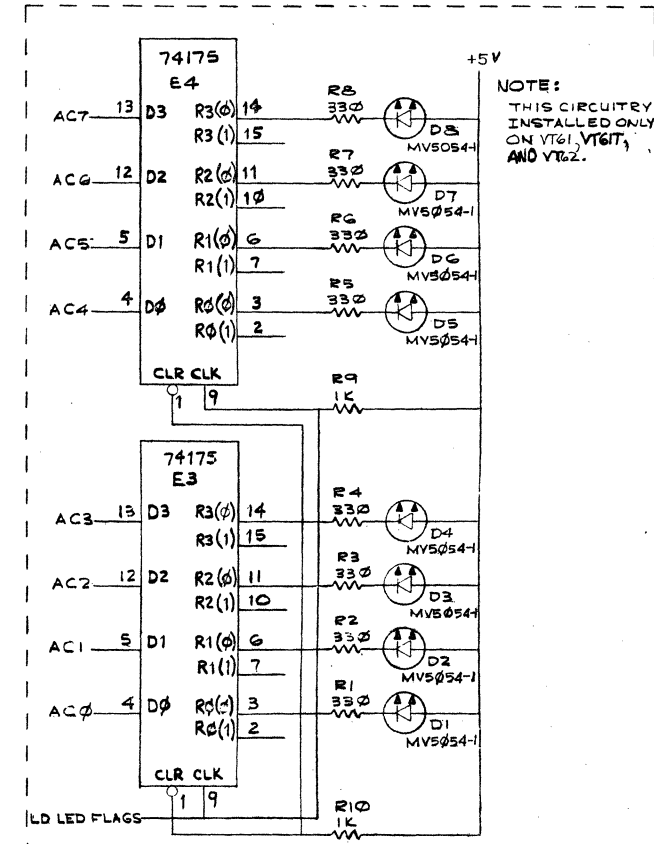 74175
E4
+5V
NOTE:
THIS CIRCUITRY
INSTALLED ONLY
ON VT61, VT61T,
AND VT62.
AC7 13 D3 R3(Ø) 14 R8 33Ø D8
R3(1) 15 MV5054-1
AC6 12 D2 R2(Ø) 11 R7 33Ø D7
R2(1) 1Ø MV5Ø54-1
AC5 5 D1 R1(Ø) 6 R6 33Ø D6
R1(1) 7 MV5Ø54-1
AC4 4 DØ RØ(Ø) 3 R5 33Ø D5
RØ(1) 2 MV5Ø54-1
CLR CLK
1 9
R9
1K
74175
E3
AC3 13 D3 R3(Ø) 14 R4 33Ø D4
R3(1) 15 MV5Ø54-1
AC2 12 D2 R2(Ø) 11 R3 33Ø D3
R2(1) 10 MV5Ø54-1
AC1 5 D1 R1(Ø) 6 R2 33Ø D2
R1(1) 7 MV5Ø54-1
ACØ 4 DØ RØ(Ø) 3 R1 33Ø D1
RØ(1) 2 MV5Ø54-1
CLR CLK
1 9
LD LED FLAGS
R1Ø
1K